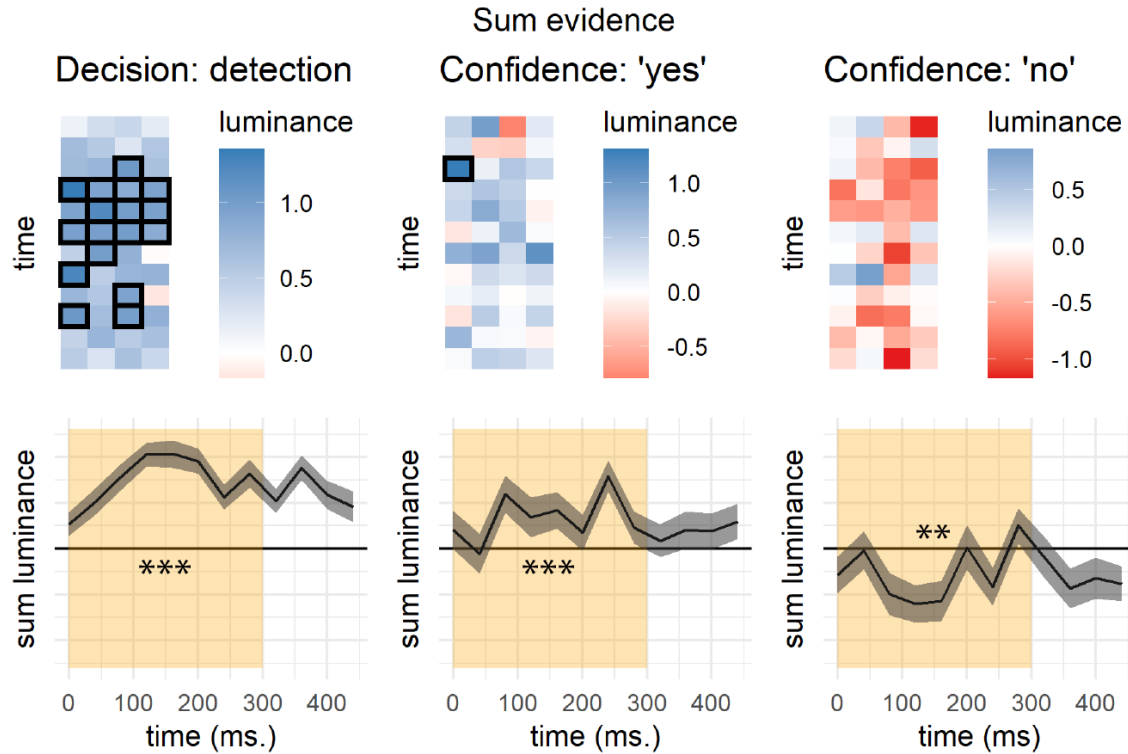 Sum evidence
Decision: detection
Confidence: 'yes'
Confidence: 'no'
time
luminance
1.0
0.5
0.0
time
luminance
1.0
0.5
0.0
-0.5
time
luminance
0.5
0.0
-0.5
-1.0
sum luminance
***
0 100 200 300 400
time (ms.)
sum luminance
***
0 100 200 300 400
time (ms.)
sum luminance
**
0 100 200 300 400
time (ms.)